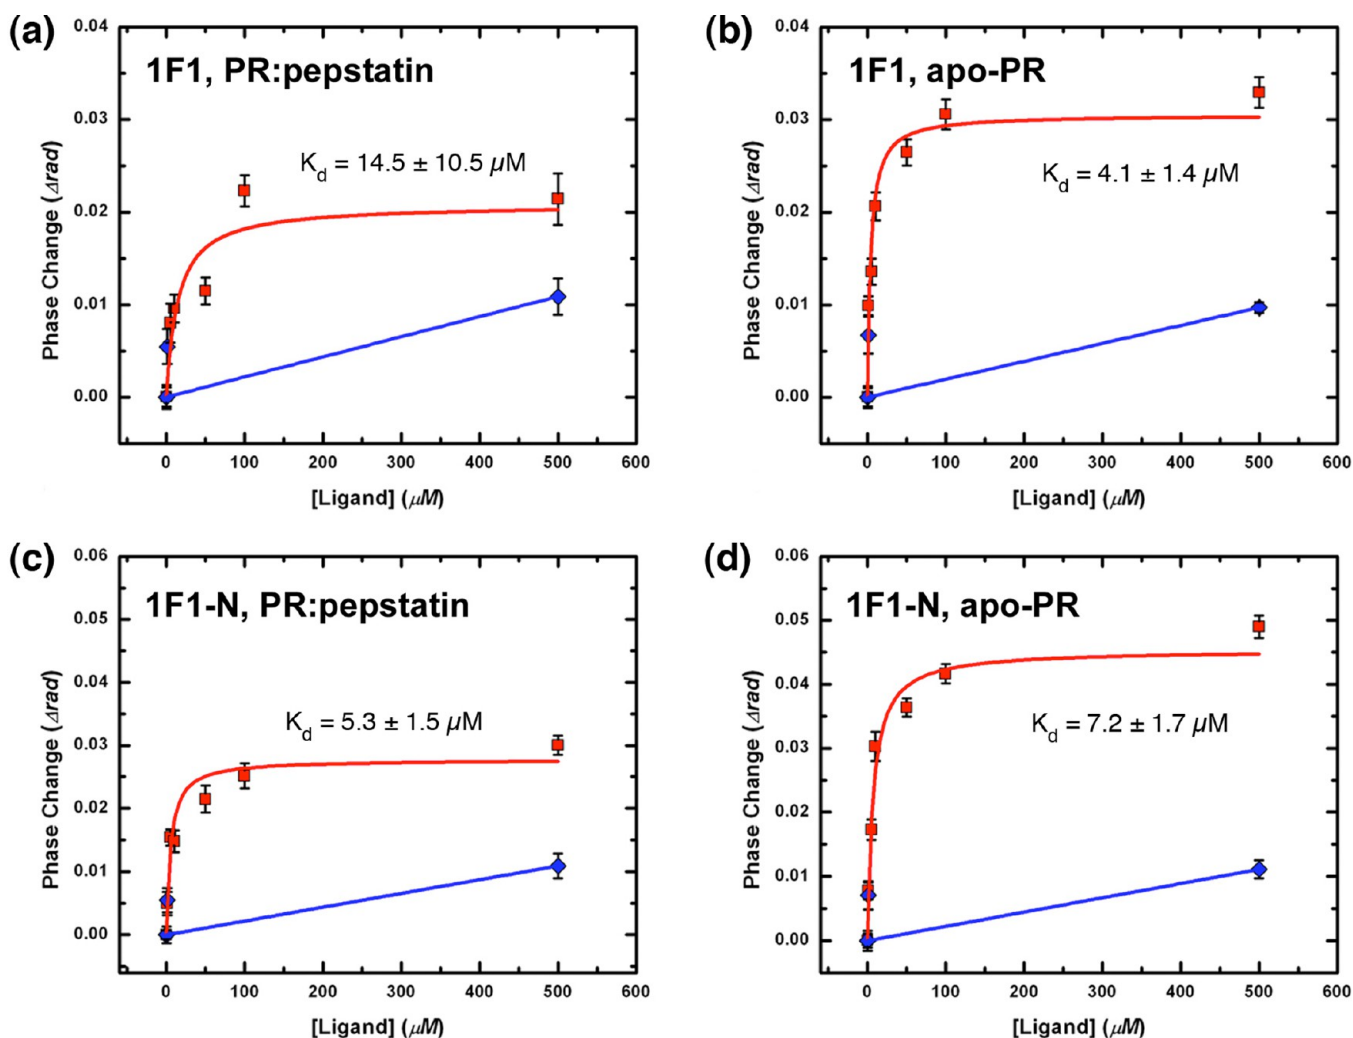 (a)
1F1, PR:pepstatin
K_d = 14.5 ± 10.5 μM
Phase Change (Δrad)
0.04
0.03
0.02
0.01
0.00
0 100 200 300 400 500 600
[Ligand] (μM)
(b)
1F1, apo-PR
K_d = 4.1 ± 1.4 μM
Phase Change (Δrad)
0.04
0.03
0.02
0.01
0.00
0 100 200 300 400 500 600
[Ligand] (μM)
(c)
1F1-N, PR:pepstatin
K_d = 5.3 ± 1.5 μM
Phase Change (Δrad)
0.06
0.05
0.04
0.03
0.02
0.01
0.00
0 100 200 300 400 500 600
[Ligand] (μM)
(d)
1F1-N, apo-PR
K_d = 7.2 ± 1.7 μM
Phase Change (Δrad)
0.06
0.05
0.04
0.03
0.02
0.01
0.00
0 100 200 300 400 500 600
[Ligand] (μM)